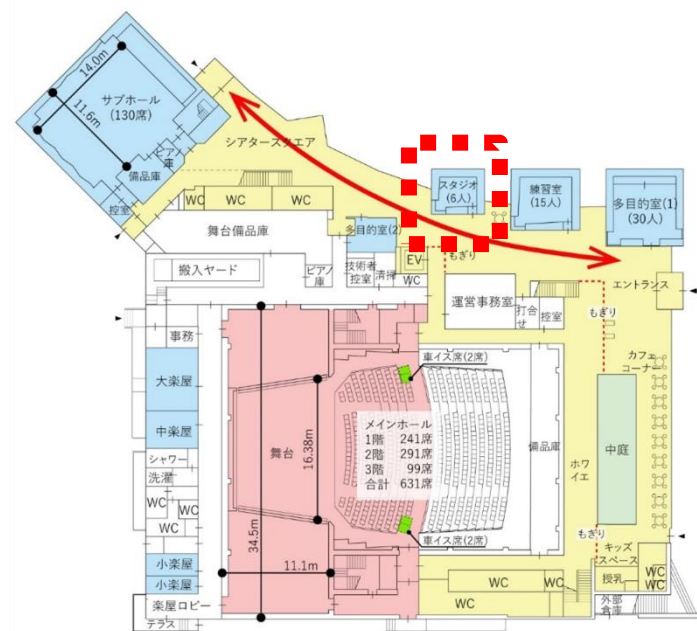 14.0m
11.6m
サブホール
(130席)
ピアノ
庫
備品庫
控室
シアタースクエア
WC
WC
WC
舞台備品庫
多目的室(2)
スタジオ
(6人)
練習室
(15人)
多目的室(1)
(30人)
搬入ヤード
ピアノ
庫
技術者
控室
清掃
EV
WC
もぎり
運営事務室
打合
せ
控室
エントランス
もぎり
事務
大楽屋
中楽屋
シャワー
洗濯
WC
WC
WC
WC
小楽屋
小楽屋
楽屋ロビー
テラス
舞台
34.5m
16.38m
11.1m
車イス席(2席)
メインホール
1階 241席
2階 291席
3階 99席
合計 631席
車イス席(2席)
備品庫
ホワ
イエ
カフェ
コーナー
中庭
もぎり
キッズ
スペース
授乳
WC
WC
外部
倉庫
WC
WC
WC